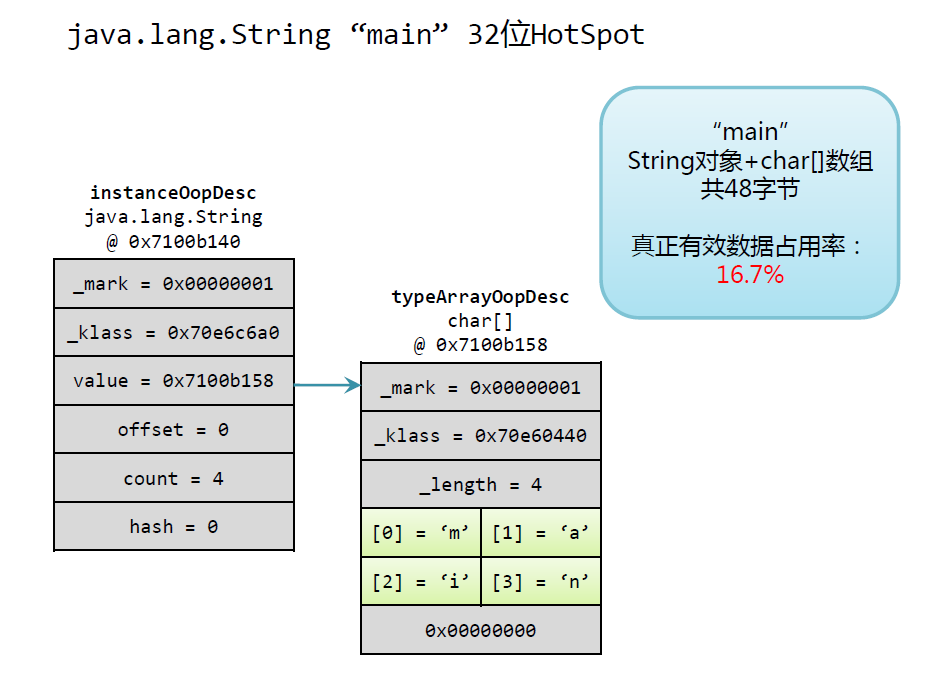 java.lang.String “main” 32位HotSpot
“main”
String对象+char[]数组
共48字节
真正有效数据占用率：
16.7%
instanceOopDesc
java.lang.String
@ 0x7100b140
_mark = 0x00000001
_klass = 0x70e6c6a0
value = 0x7100b158
offset = 0
count = 4
hash = 0
typeArrayOopDesc
char[]
@ 0x7100b158
_mark = 0x00000001
_klass = 0x70e60440
_length = 4
[0] = ‘m’ [1] = ‘a’
[2] = ‘i’ [3] = ‘n’
0x00000000